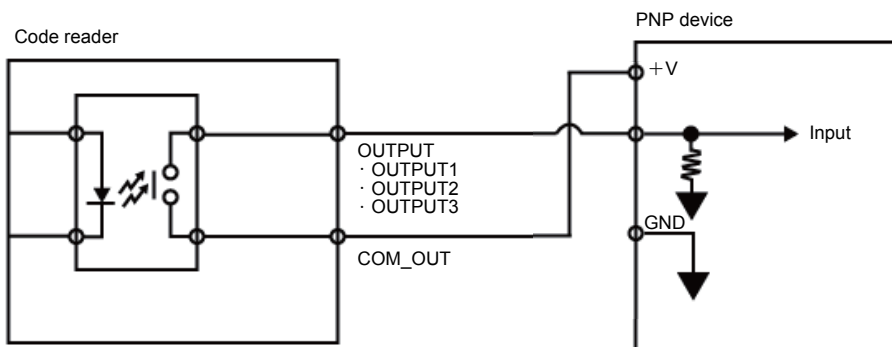 PNP device
Code reader
+V
Input
OUTPUT
· OUTPUT1
· OUTPUT2
· OUTPUT3
GND
COM_OUT